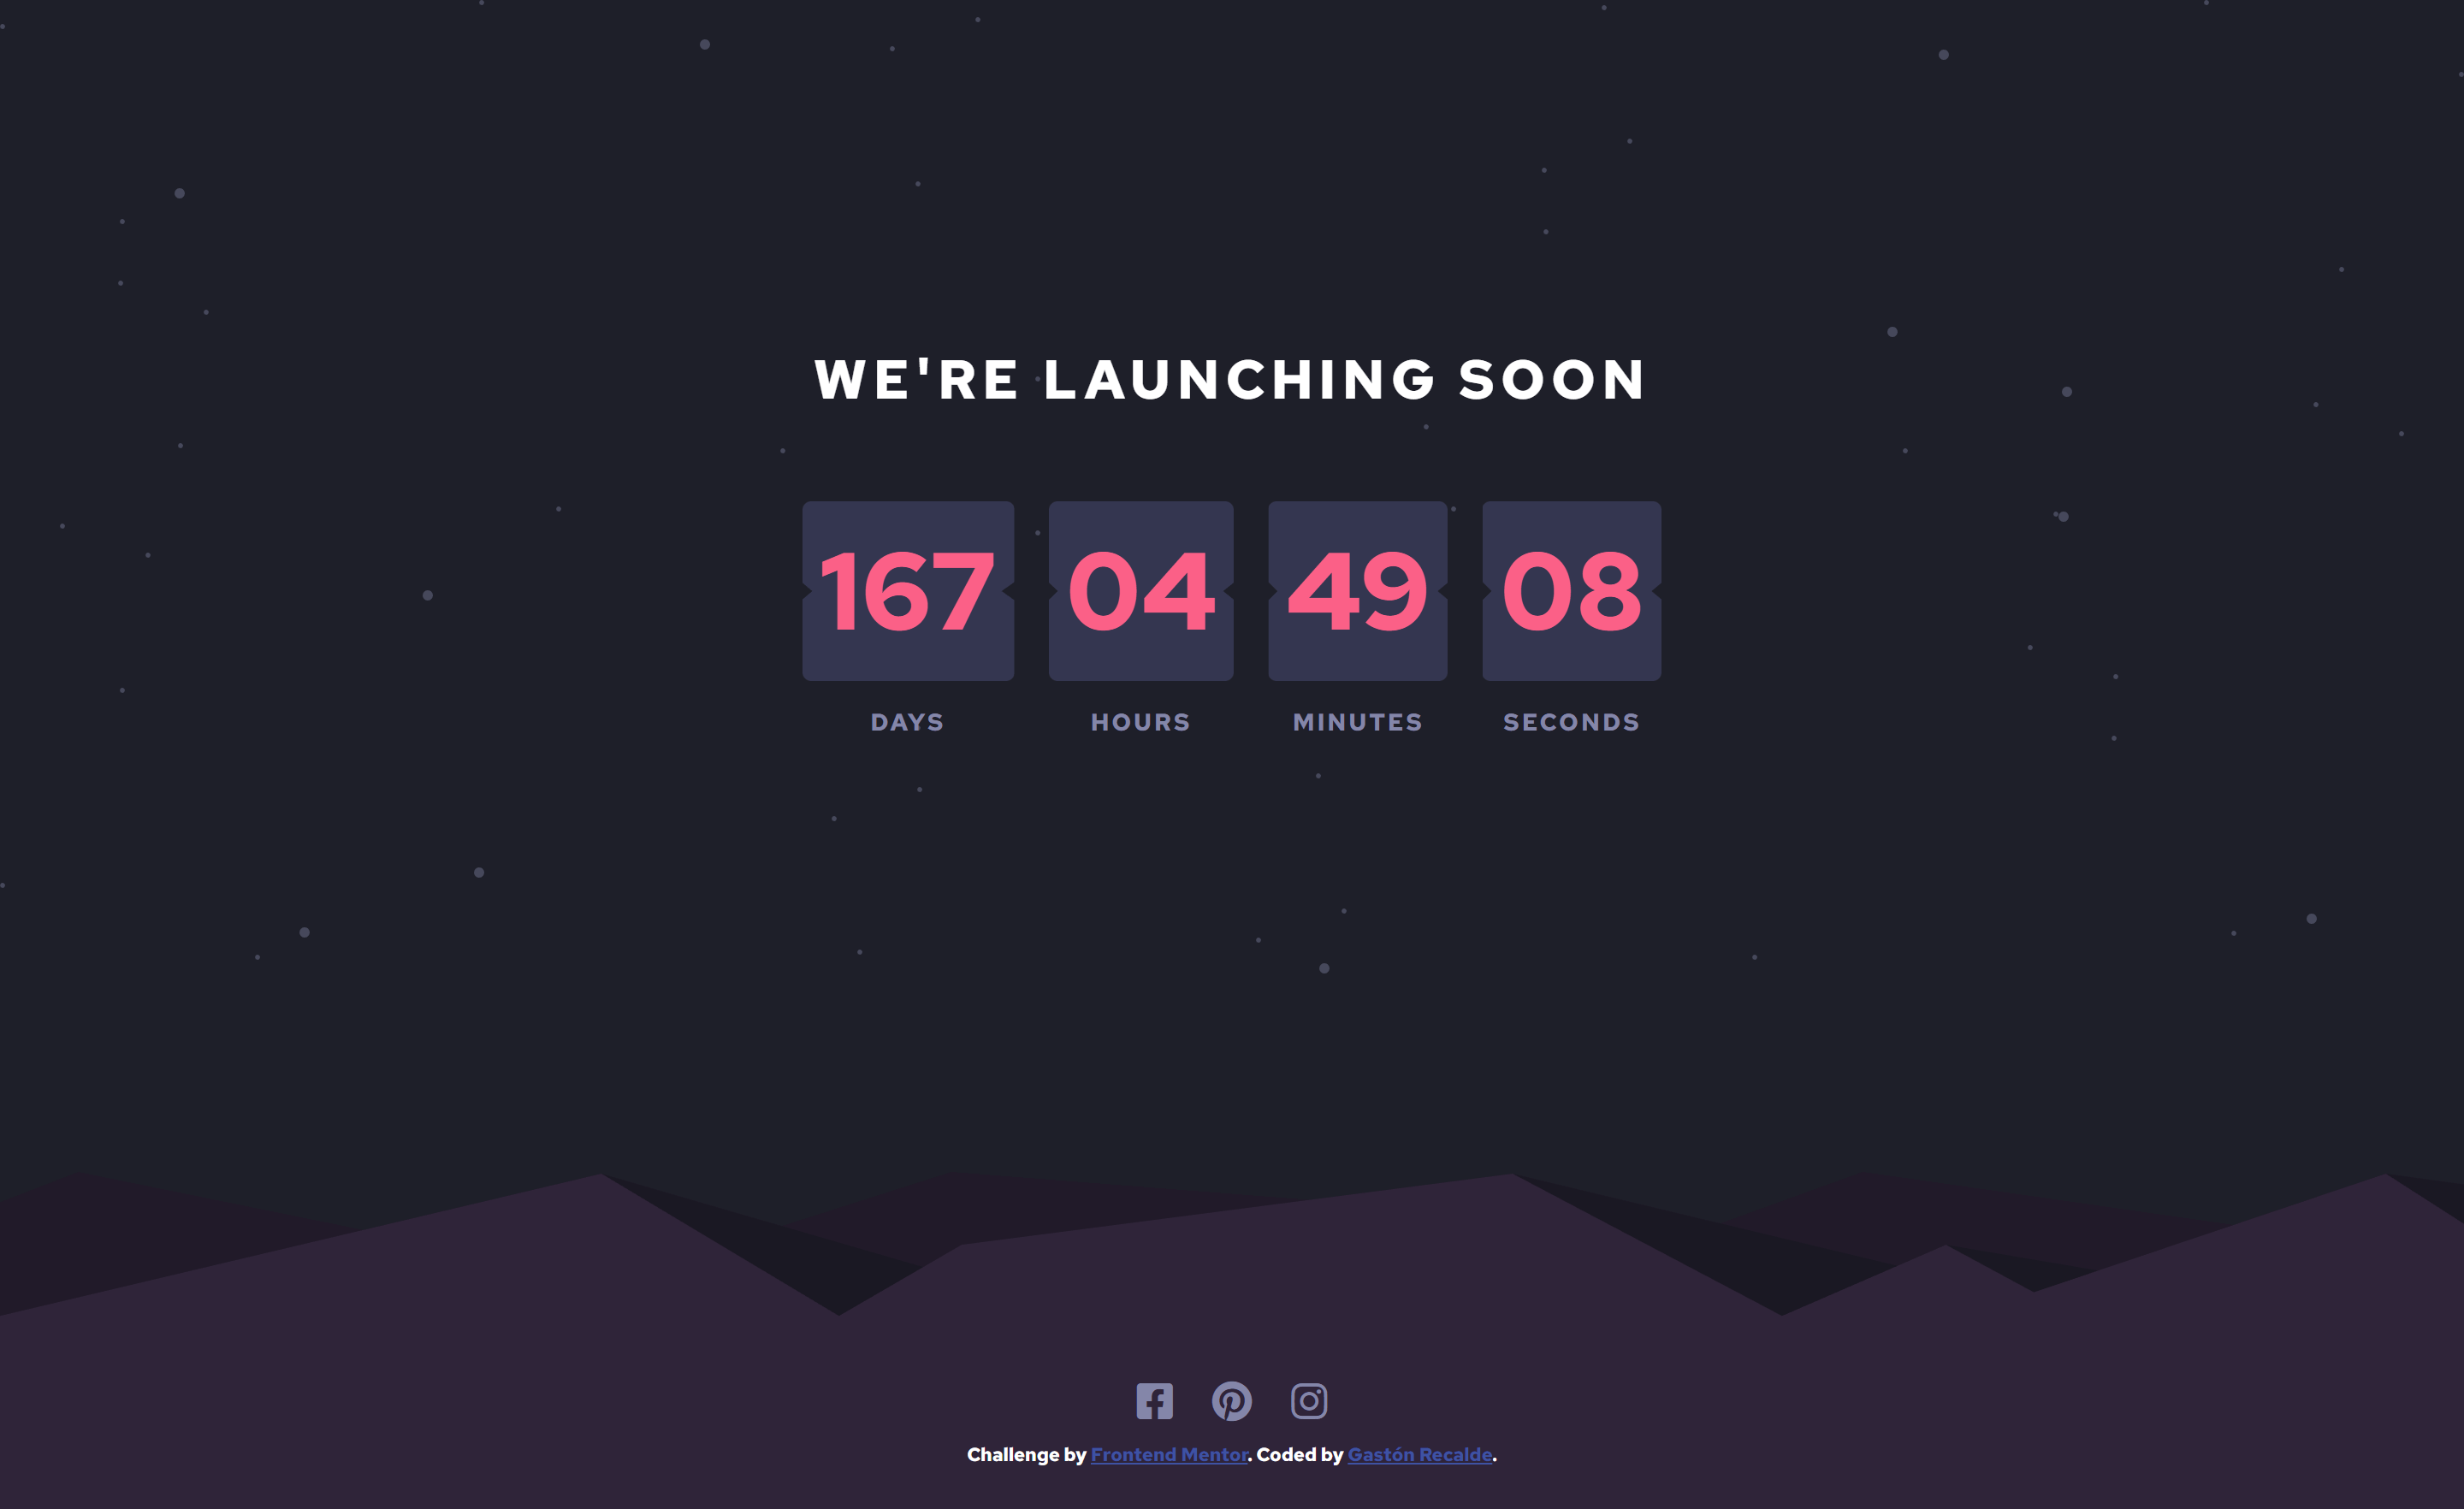 WE'RE LAUNCHING SOON
167 04 49 08
DAYS HOURS MINUTES SECONDS
Challenge by Frontend Mentor. Coded by Gastón Recalde.